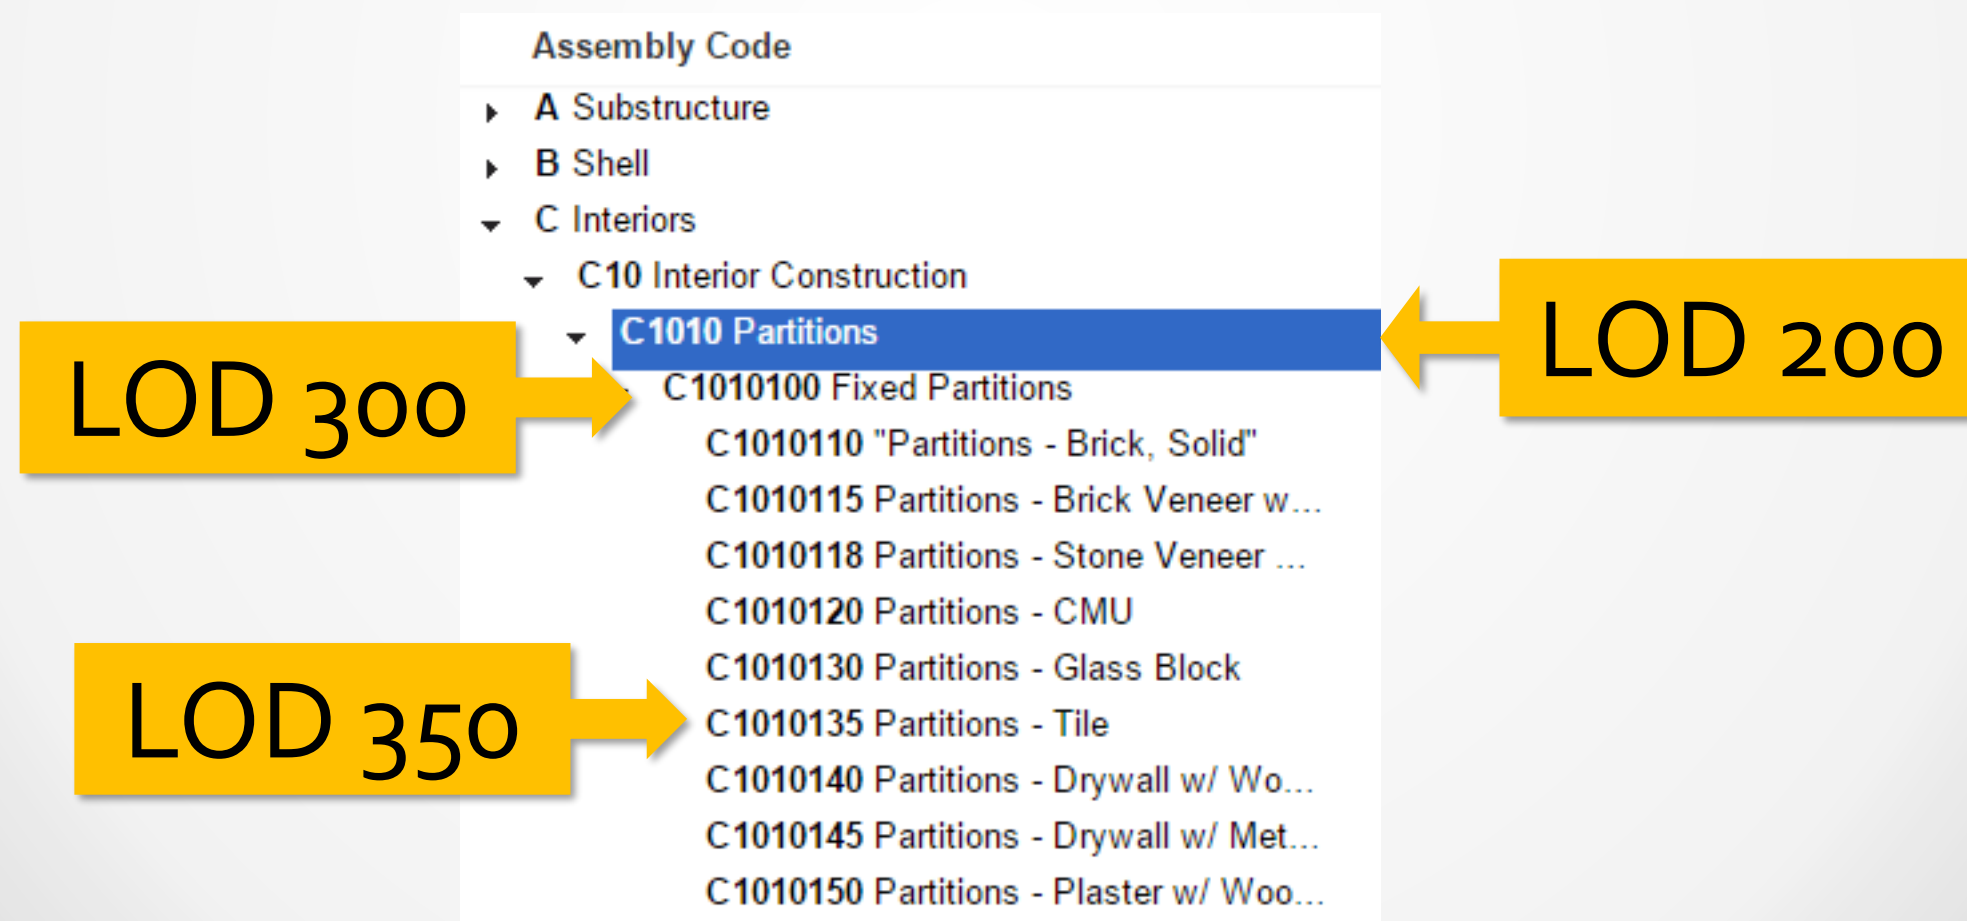 Assembly Code
A Substructure
B Shell
C Interiors
C10 Interior Construction
C1010 Partitions
LOD 200
LOD 300
C1010100 Fixed Partitions
C1010110 "Partitions - Brick, Solid"
C1010115 Partitions - Brick Veneer w...
C1010118 Partitions - Stone Veneer ...
C1010120 Partitions - CMU
C1010130 Partitions - Glass Block
LOD 350
C1010135 Partitions - Tile
C1010140 Partitions - Drywall w/ Wo...
C1010145 Partitions - Drywall w/ Met...
C1010150 Partitions - Plaster w/ Woo...